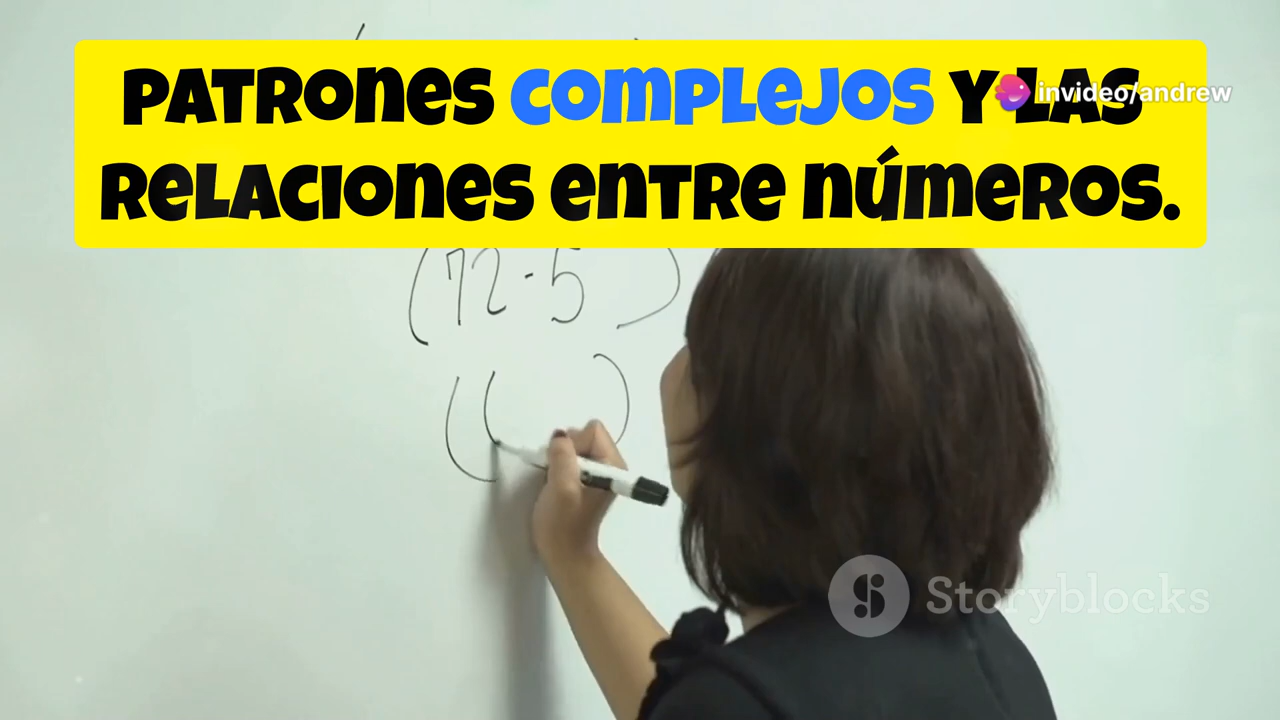 PATRONES COMPLEJOS Y LAS
RELACIONES ENTRE NÚMEROS.
invideo/andrew
(72-5 )
(( )
Storyblocks